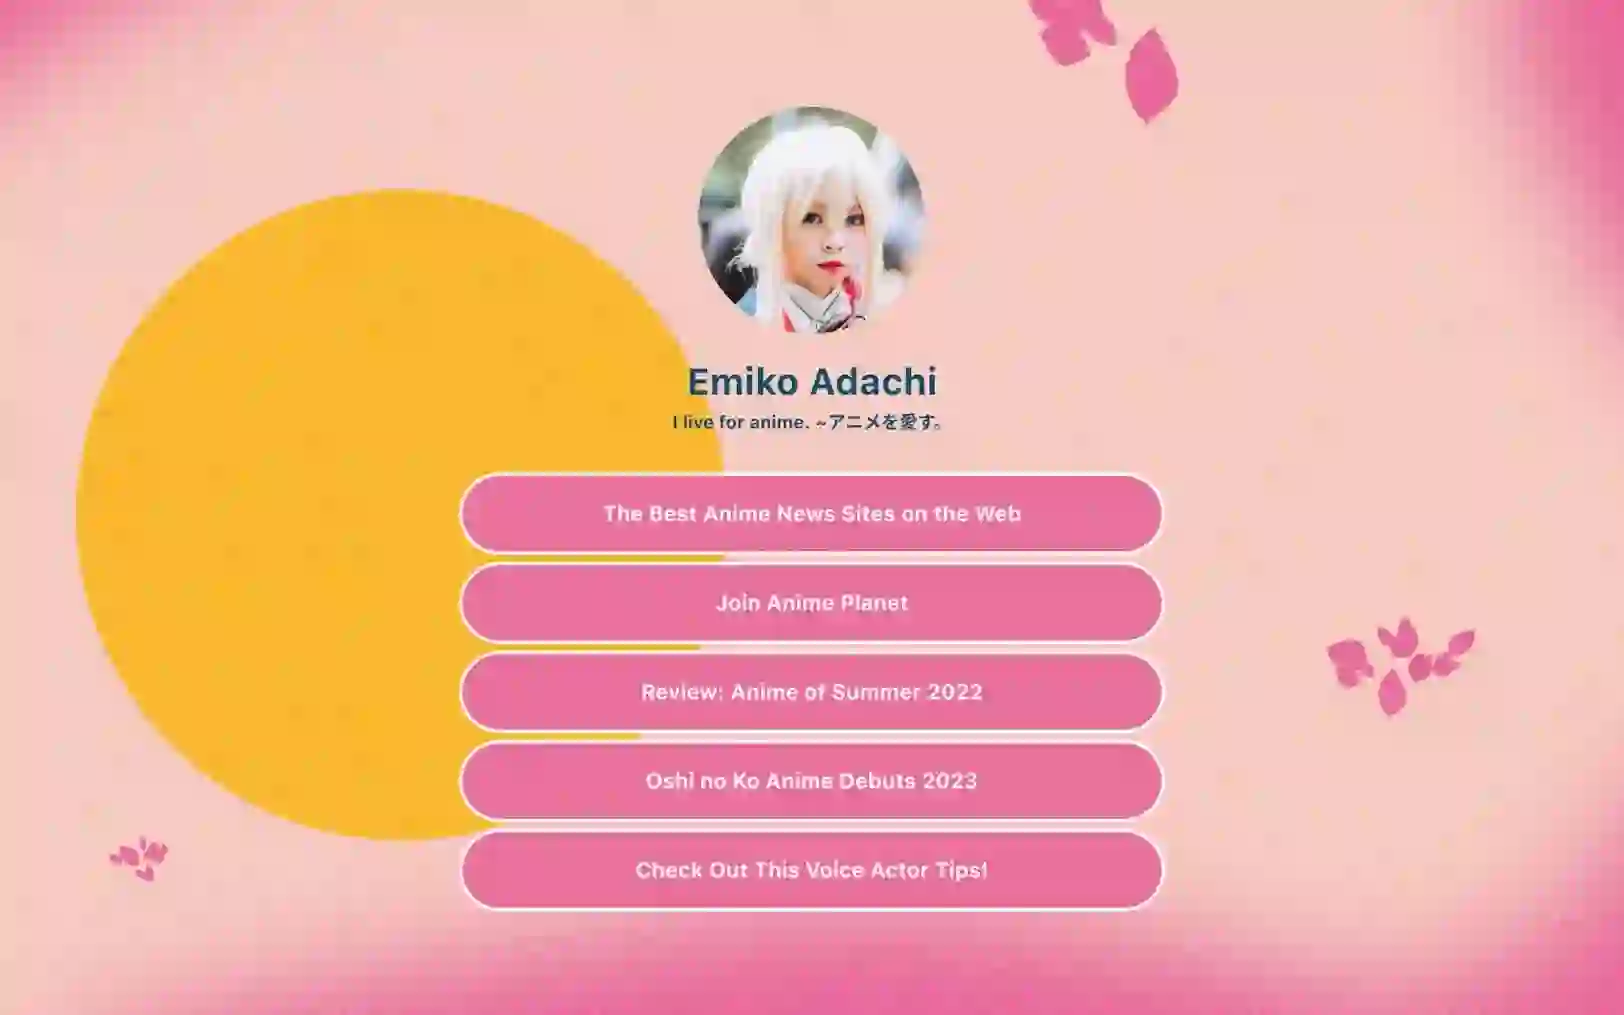 Emiko Adachi
I live for anime. ~アニメを愛す。
The Best Anime News Sites on the Web
Join Anime Planet
Review: Anime of Summer 2022
Oshi no Ko Anime Debuts 2023
Check Out This Voice Actor Tips!